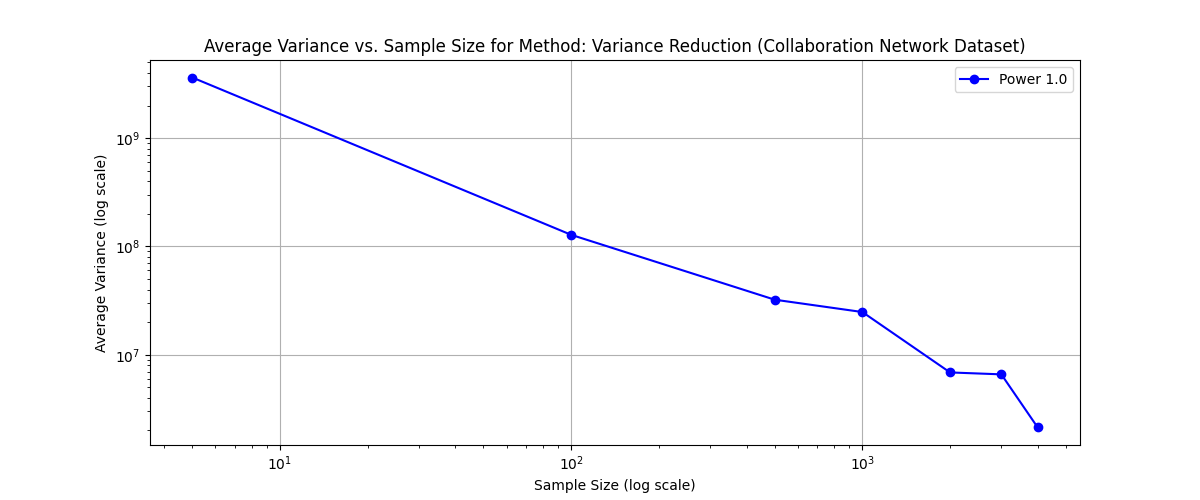 Average Variance vs. Sample Size for Method: Variance Reduction (Collaboration Network Dataset)
Power 1.0
Average Variance (log scale)
10⁹
10⁸
10⁷
10¹ 10² 10³
Sample Size (log scale)